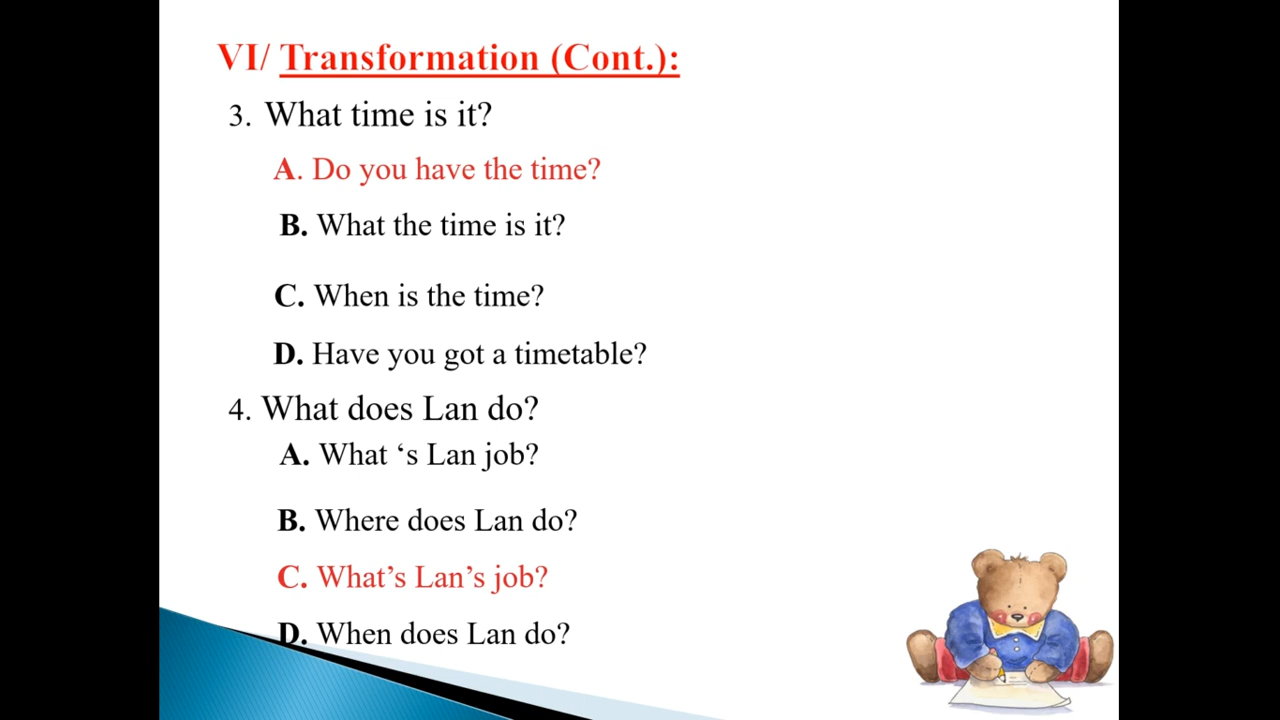 VI/ Transformation (Cont.):
3. What time is it?
A. Do you have the time?
B. What the time is it?
C. When is the time?
D. Have you got a timetable?
4. What does Lan do?
A. What ‘s Lan job?
B. Where does Lan do?
C. What’s Lan’s job?
D. When does Lan do?